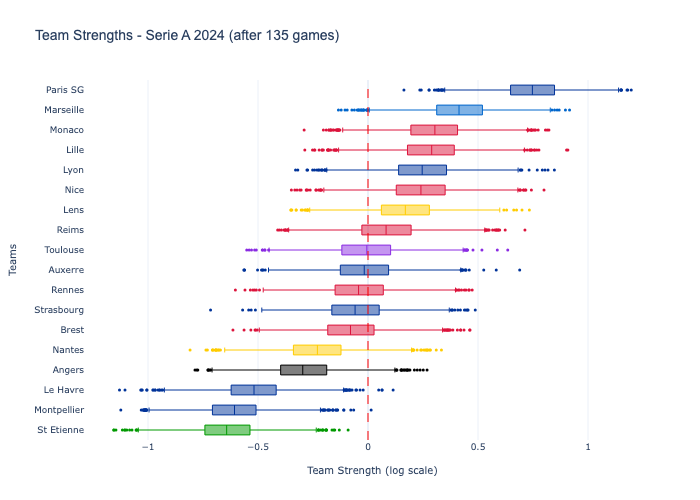 Team Strengths - Serie A 2024 (after 135 games)
Paris SG
Marseille
Monaco
Lille
Lyon
Nice
Lens
Reims
Toulouse
Auxerre
Rennes
Strasbourg
Brest
Nantes
Angers
Le Havre
Montpellier
St Etienne
Teams
−1
−0.5
0
0.5
1
Team Strength (log scale)